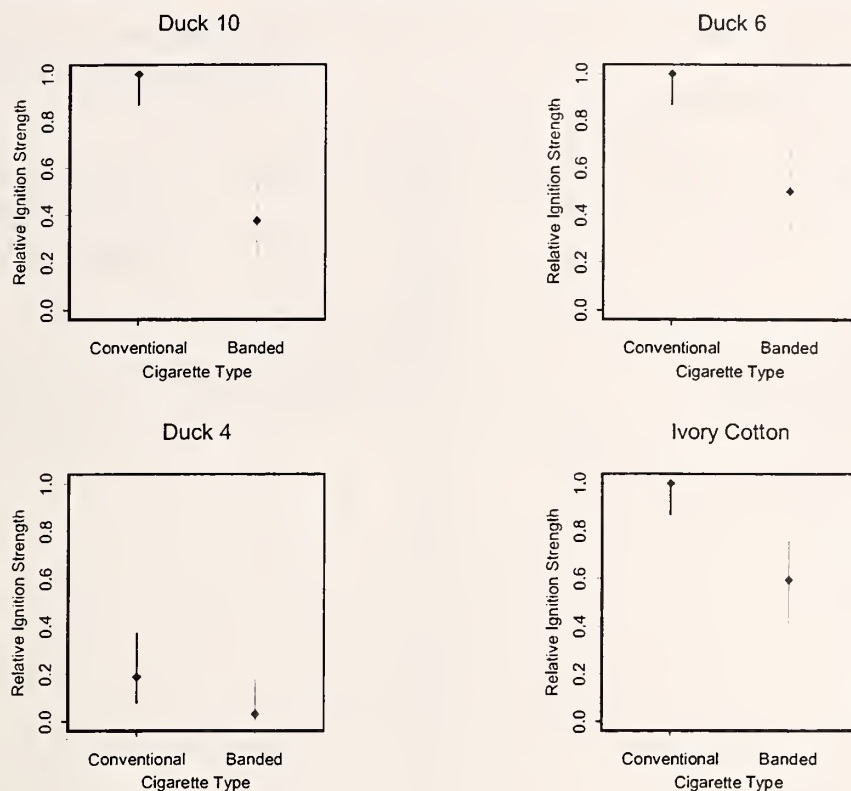 Duck 10
Relative Ignition Strength
1.0
0.8
0.6
0.4
0.2
0.0
Conventional Banded
Cigarette Type
Duck 6
Relative Ignition Strength
1.0
0.8
0.6
0.4
0.2
0.0
Conventional Banded
Cigarette Type
Duck 4
Relative Ignition Strength
1.0
0.8
0.6
0.4
0.2
0.0
Conventional Banded
Cigarette Type
Ivory Cotton
Relative Ignition Strength
1.0
0.8
0.6
0.4
0.2
0.0
Conventional Banded
Cigarette Type